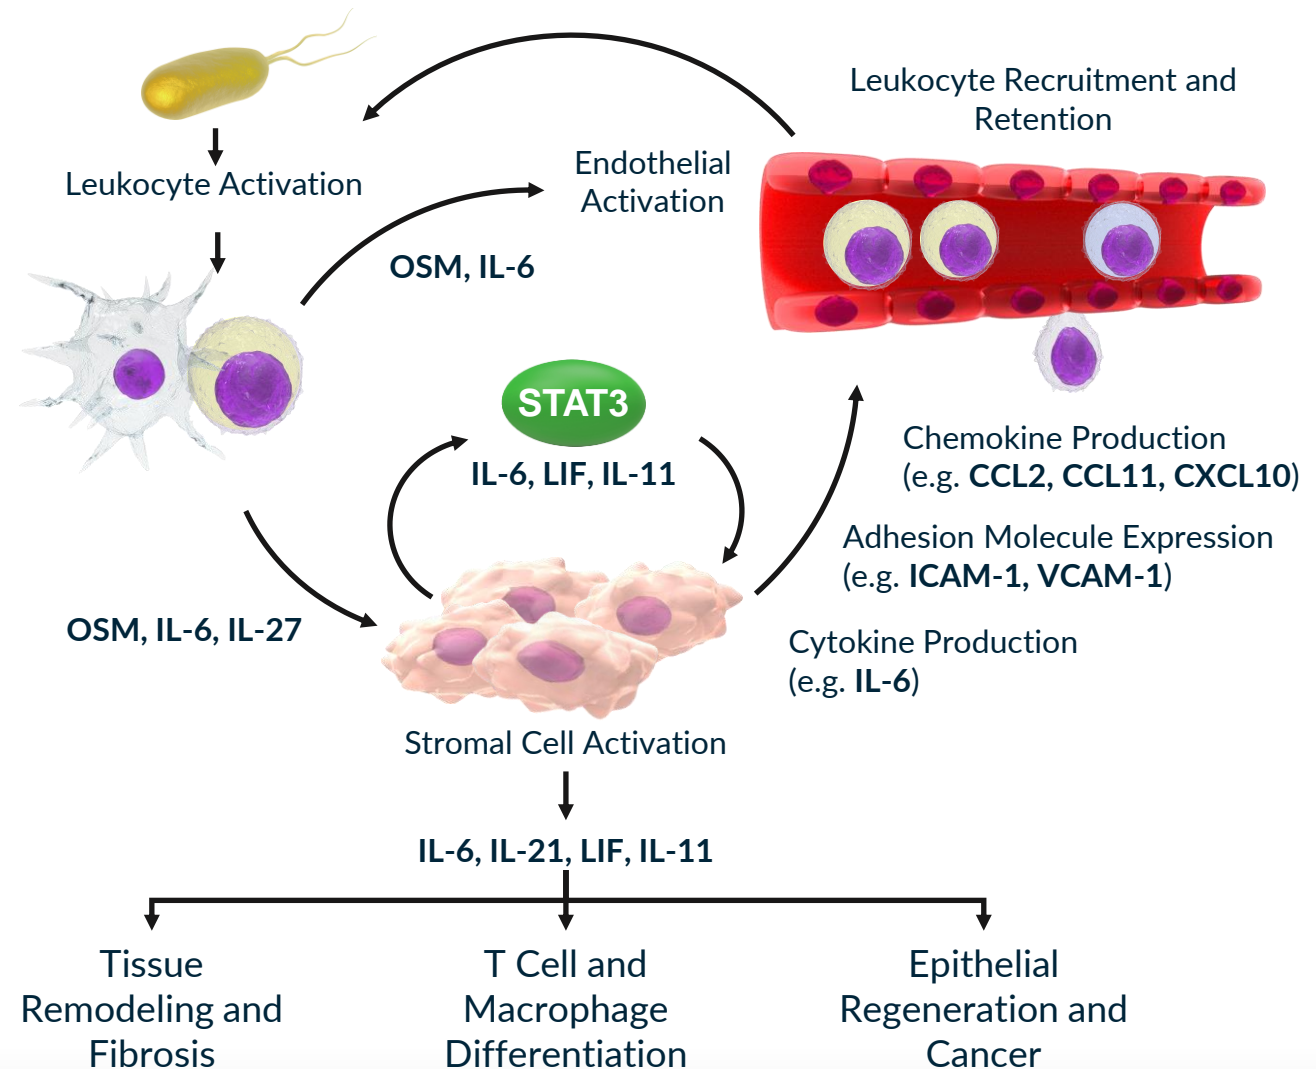 Leukocyte Recruitment and
Retention
Leukocyte Activation
Endothelial
Activation
OSM, IL-6
STAT3
IL-6, LIF, IL-11
Chemokine Production
(e.g. CCL2, CCL11, CXCL10)
Adhesion Molecule Expression
(e.g. ICAM-1, VCAM-1)
OSM, IL-6, IL-27
Cytokine Production
(e.g. IL-6)
Stromal Cell Activation
IL-6, IL-21, LIF, IL-11
Tissue
Remodeling and
Fibrosis
T Cell and
Macrophage
Differentiation
Epithelial
Regeneration and
Cancer